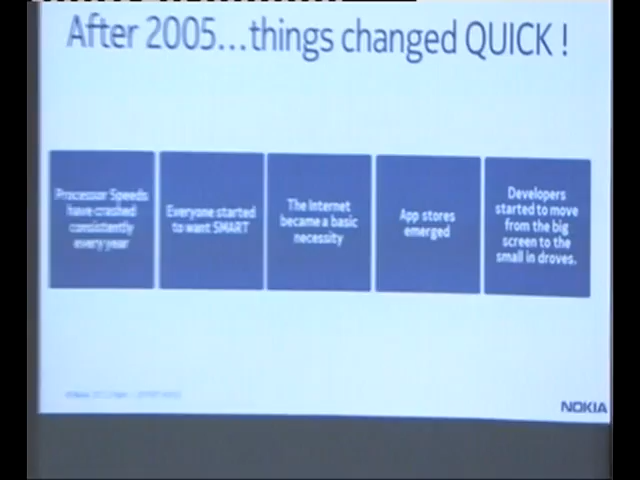 After 2005...things changed QUICK !
Processor Speeds
have crashed
consistently
every year
Everyone started
to want SMART
The Internet
became a basic
necessity
App stores
emerged
Developers
started to move
from the big
screen to the
small in droves.
NOKIA